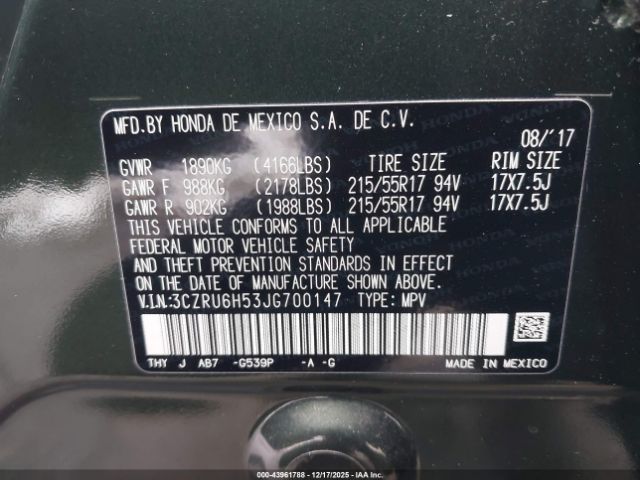 MFD.BY HONDA DE MEXICO S.A. DE C.V.
08/'17
GVWR 1890KG (4166LBS) TIRE SIZE RIM SIZE
GAWR F 988KG (2178LBS) 215/55R17 94V 17X7.5J
GAWR R 902KG (1988LBS) 215/55R17 94V 17X7.5J
THIS VEHICLE CONFORMS TO ALL APPLICABLE
FEDERAL MOTOR VEHICLE SAFETY
AND THEFT PREVENTION STANDARDS IN EFFECT
ON THE DATE OF MANUFACTURE SHOWN ABOVE.
V.I.N.:3CZRU6H53JG700147 TYPE: MPV
THY J AB7 -G539P -A -G MADE IN MEXICO
000-43961788 12/17/2025 - IAA Inc.